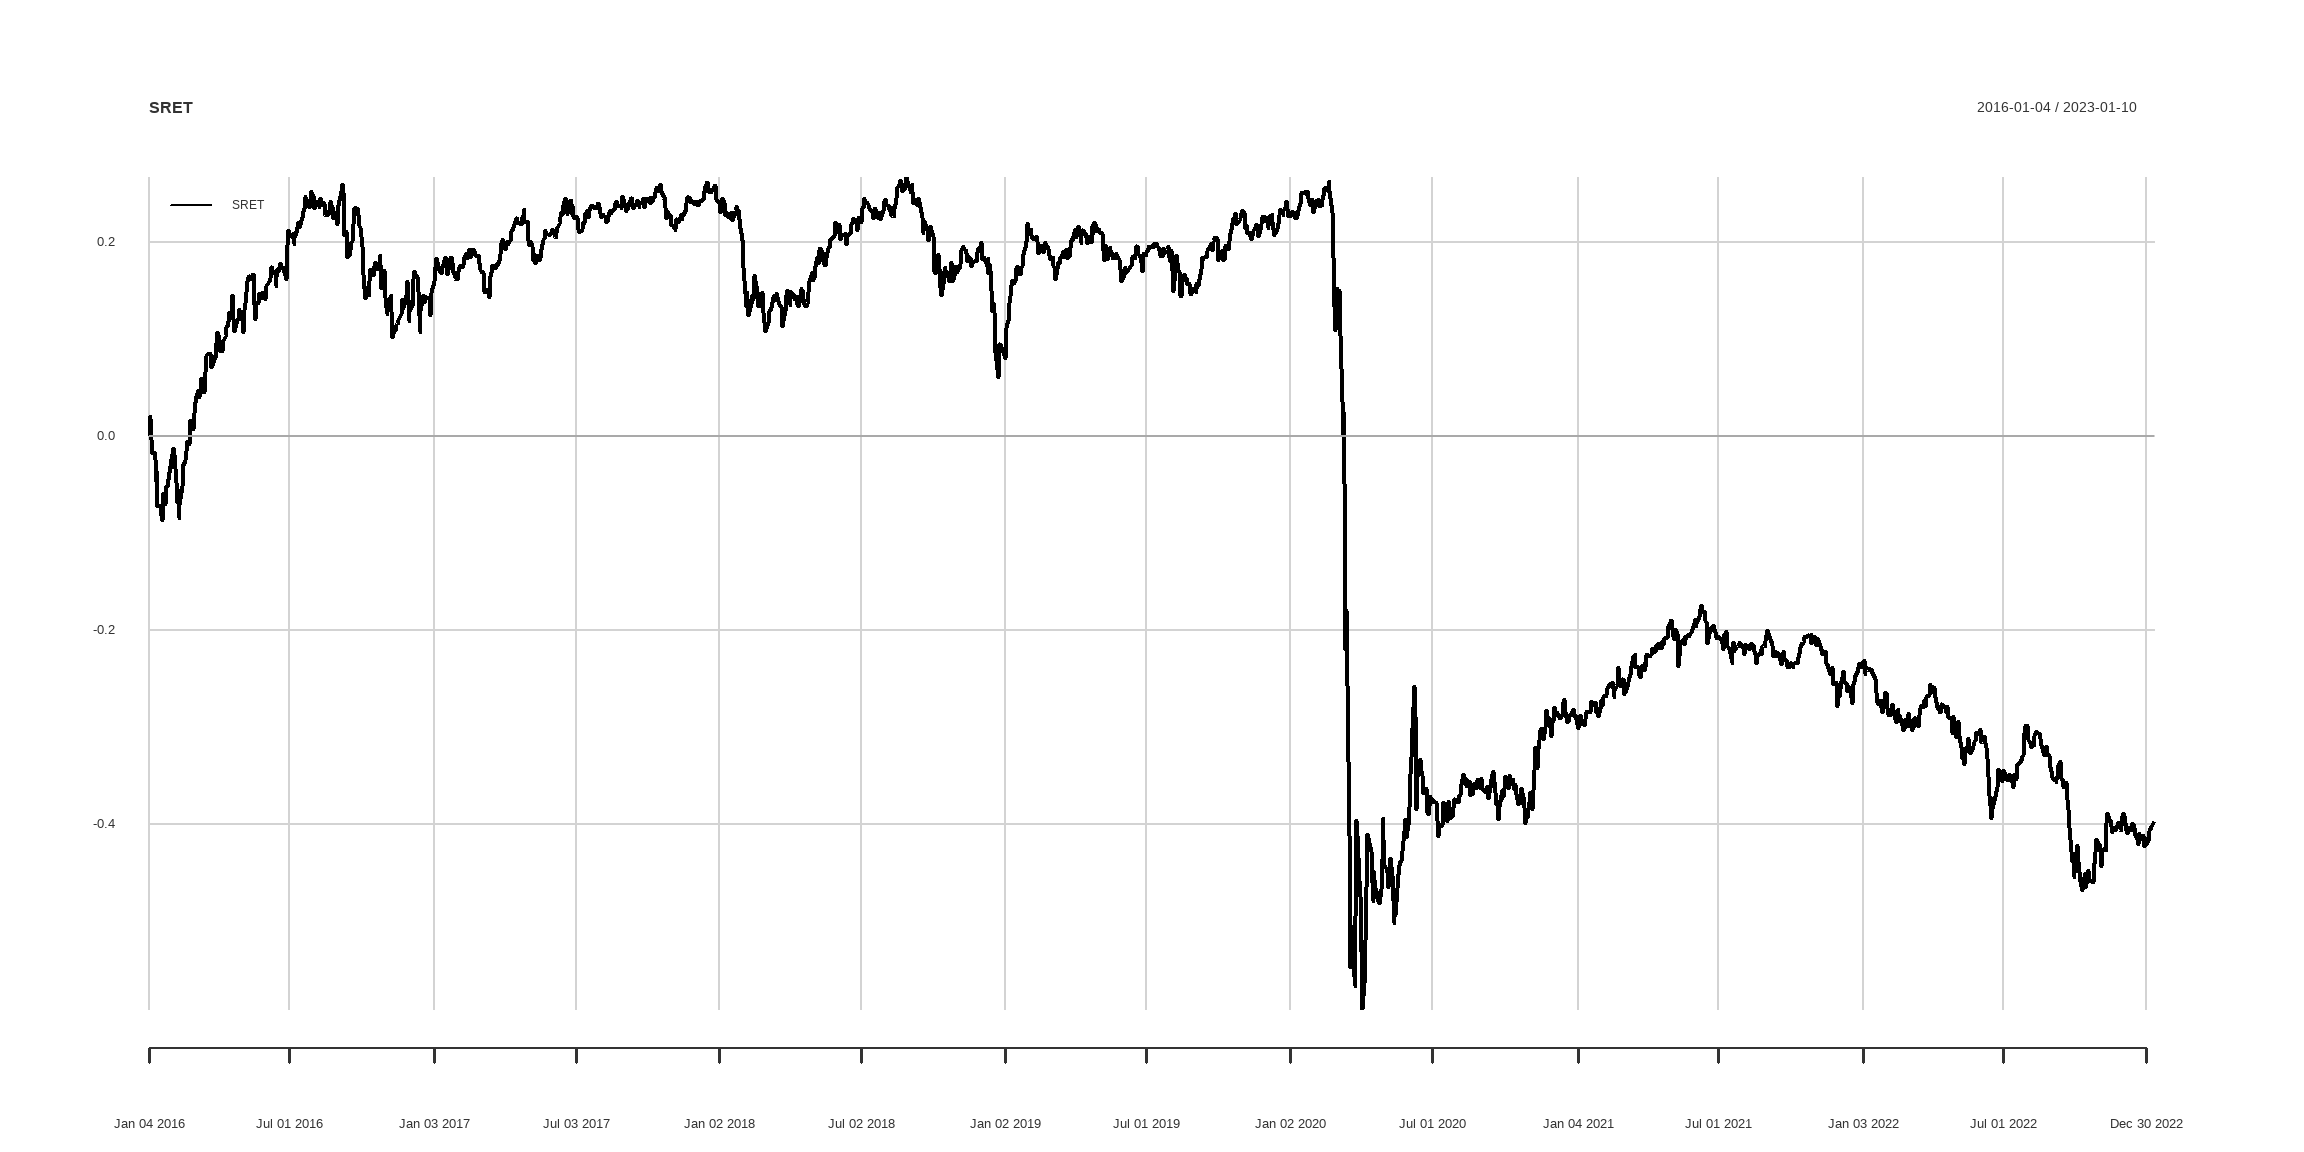 SRET
2016-01-04 / 2023-01-10
SRET
0.2
0.0
-0.2
-0.4
Jan 04 2016
Jul 01 2016
Jan 03 2017
Jul 03 2017
Jan 02 2018
Jul 02 2018
Jan 02 2019
Jul 01 2019
Jan 02 2020
Jul 01 2020
Jan 04 2021
Jul 01 2021
Jan 03 2022
Jul 01 2022
Dec 30 2022